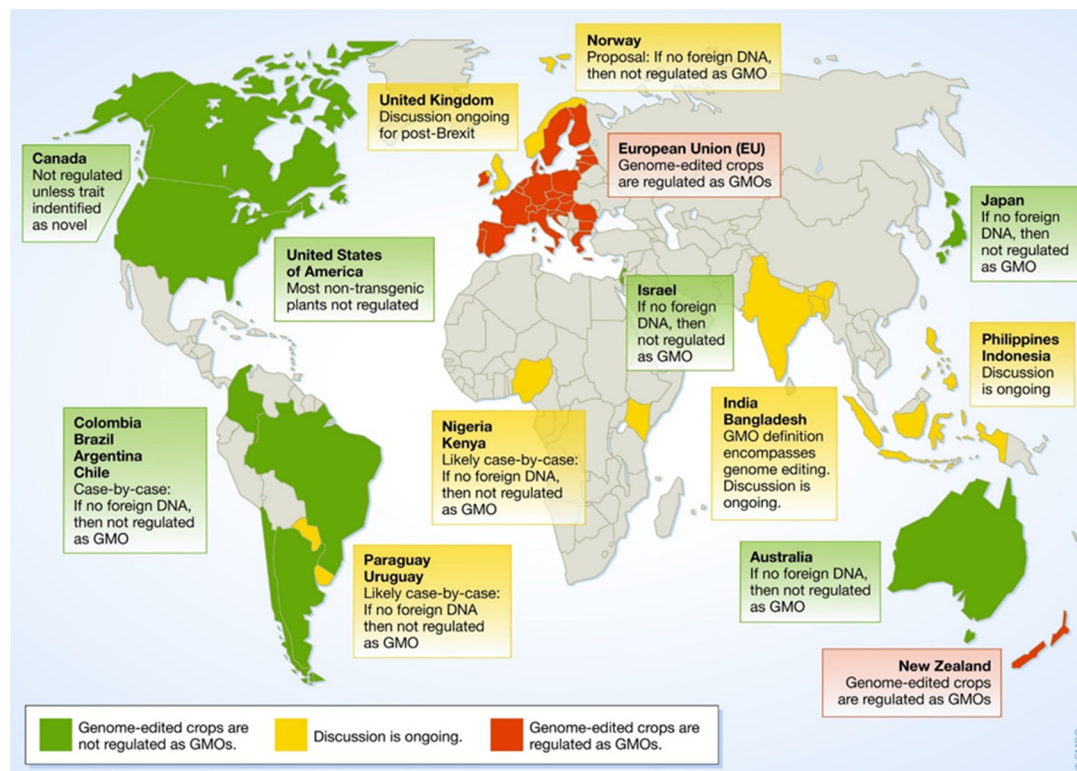 Norway
Proposal: If no foreign DNA,
then not regulated as GMO
United Kingdom
Discussion ongoing
for post-Brexit
European Union (EU)
Genome-edited crops
are regulated as GMOs
Canada
Not regulated
unless trait
indentified
as novel
Japan
If no foreign
DNA, then
not regulated
as GMO
United States
of America
Most non-transgenic
plants not regulated
Israel
If no foreign
DNA, then
not regulated
as GMO
Philippines
Indonesia
Discussion
is ongoing
Colombia
Brazil
Argentina
Chile
Case-by-case:
If no foreign DNA,
then not regulated
as GMO
Nigeria
Kenya
Likely case-by-case:
If no foreign DNA,
then not regulated
as GMO
India
Bangladesh
GMO definition
encompasses
genome editing.
Discussion is
ongoing.
Paraguay
Uruguay
Likely case-by-case:
If no foreign DNA
then not regulated
as GMO
Australia
If no foreign DNA,
then not regulated
as GMO
New Zealand
Genome-edited crops
are regulated as GMOs
Genome-edited crops are
not regulated as GMOs.
Discussion is ongoing.
Genome-edited crops are
regulated as GMOs.